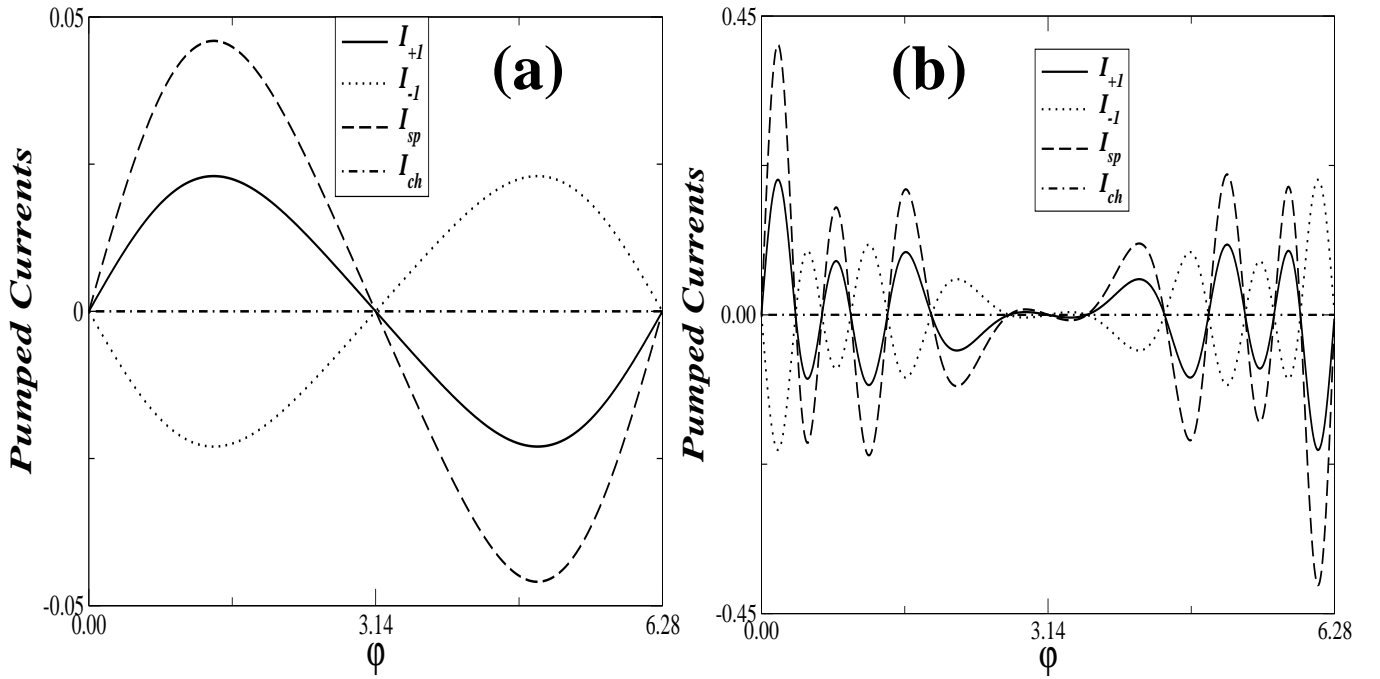 (a)
I+1
I-1
Isp
Ich
0.05
0
-0.05
0.00
3.14
6.28
φ
Pumped Currents
(b)
I+1
I-1
Isp
Ich
0.45
0.00
-0.45
0.00
3.14
6.28
φ
Pumped Currents